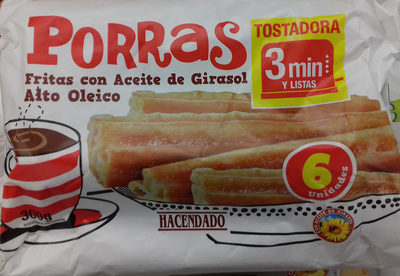 PORRAS
Fritas con Aceite de Girasol
Alto Oleico
TOSTADORA
3 min
Y LISTAS
6
Unidades
300g
HACENDADO